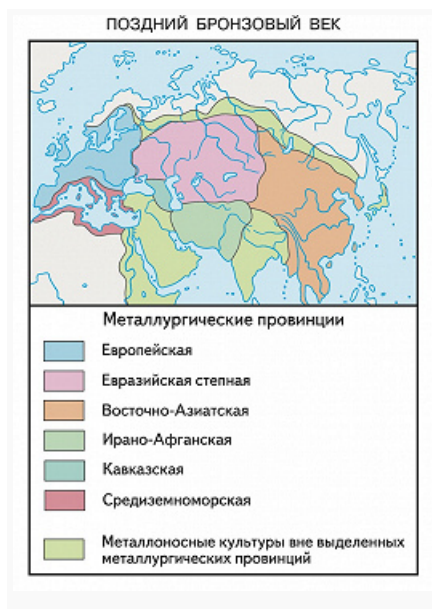 ПОЗДНИЙ БРОНЗОВЫЙ ВЕК
Металлургические провинции
Европейская
Евразийская степная
Восточно-Азиатская
Ирано-Афганская
Кавказская
Средиземноморская
Металлоносные культуры вне выделенных
металлургических провинций